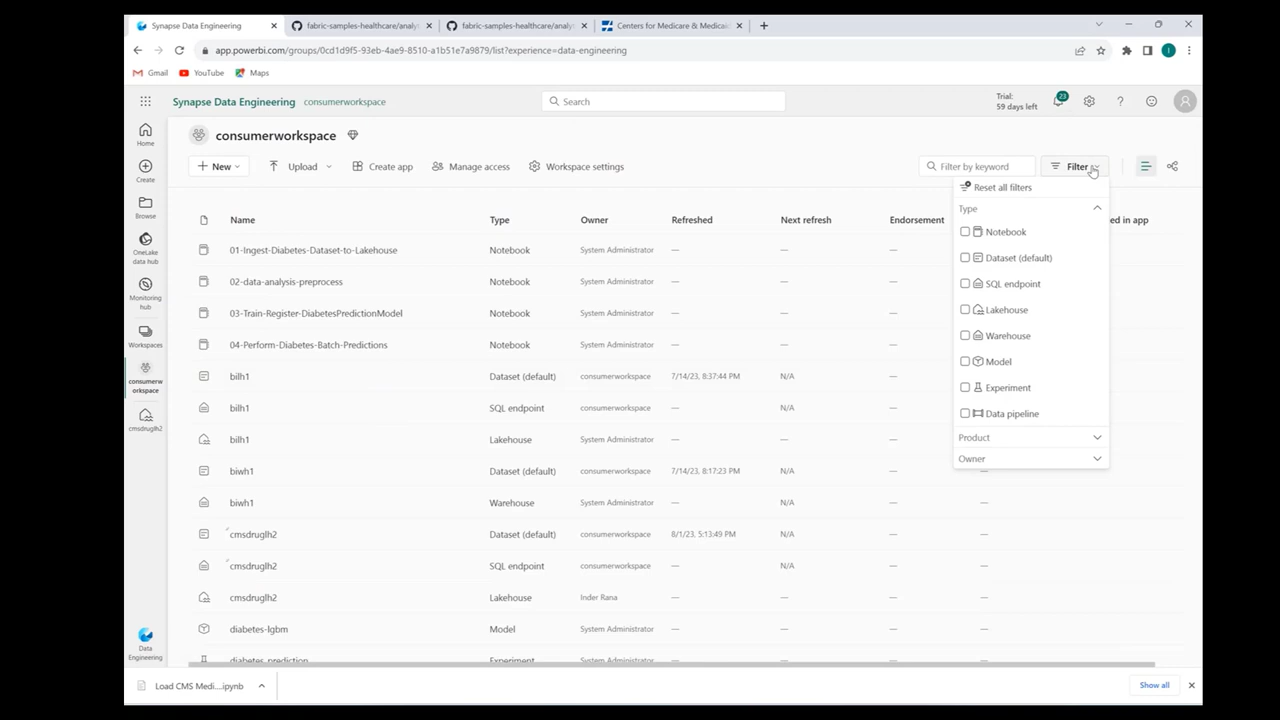 Synapse Data Engineering
fabric-samples-healthcare/analy
fabric-samples-healthcare/analy
Centers for Medicare & Medicaid
app.powerbi.com/groups/0cd1d9f5-93eb-4ae9-8510-a1b51e7a9879/list?experience=data-engineering
Gmail YouTube Maps
Synapse Data Engineering consumerworkspace
Search
Trial:
59 days left
23
Home
Create
Browse
OneLake
data hub
Monitoring
hub
Workspaces
consumerw
orkspace
cmsdruglh2
Data
Engineering
consumerworkspace
New Upload Create app Manage access Workspace settings
Filter by keyword Filter
Name Type Owner Refreshed Next refresh Endorsement ed in app
01-Ingest-Diabetes-Dataset-to-Lakehouse Notebook System Administrator — — —
02-data-analysis-preprocess Notebook System Administrator — — —
03-Train-Register-DiabetesPredictionModel Notebook System Administrator — — —
04-Perform-Diabetes-Batch-Predictions Notebook System Administrator — — —
bilh1 Dataset (default) consumerworkspace 7/14/23, 8:37:44 PM N/A —
bilh1 SQL endpoint consumerworkspace — N/A —
bilh1 Lakehouse System Administrator — — —
biwh1 Dataset (default) consumerworkspace 7/14/23, 8:17:23 PM N/A — —
biwh1 Warehouse System Administrator — N/A — —
cmsdruglh2 Dataset (default) consumerworkspace 8/1/23, 5:13:49 PM N/A — —
cmsdruglh2 SQL endpoint consumerworkspace — N/A — —
cmsdruglh2 Lakehouse Inder Rana — — — —
diabetes-lgbm Model System Administrator — — — —
diabetes_prediction Experiment System Administrator — — — —
Reset all filters
Type
Notebook
Dataset (default)
SQL endpoint
Lakehouse
Warehouse
Model
Experiment
Data pipeline
Product
Owner
Load CMS Medi....ipynb
Show all